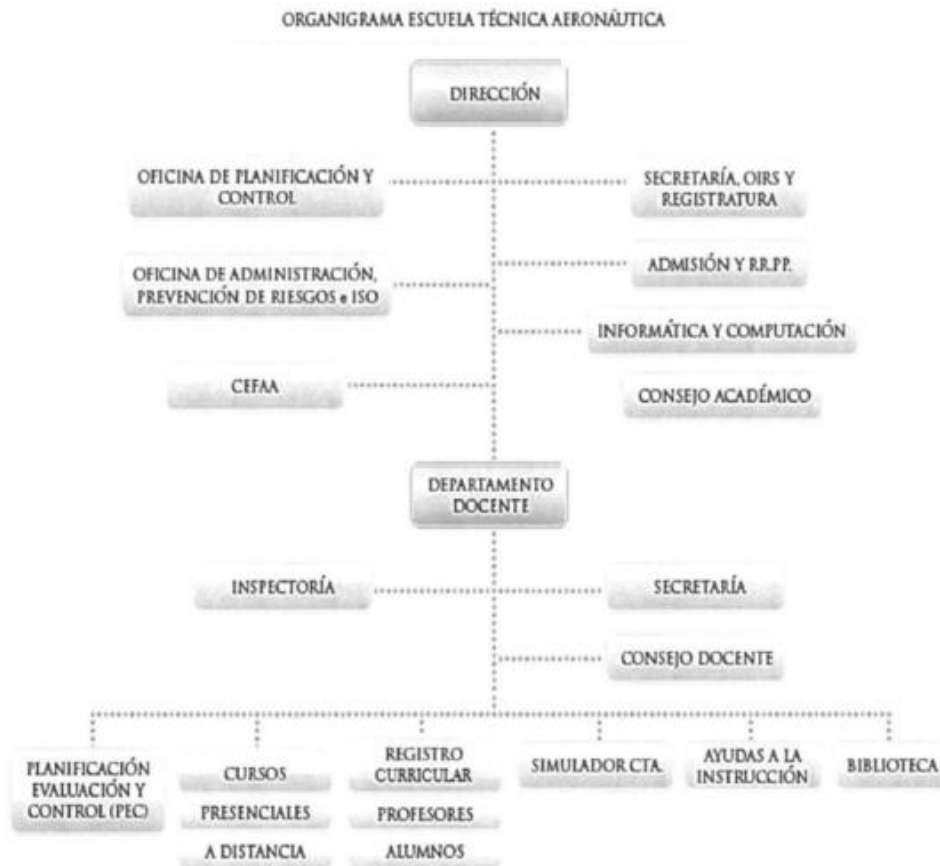 ORGANIGRAMA ESCUELA TÉCNICA AERONÁUTICA
DIRECCIÓN
OFICINA DE PLANIFICACIÓN Y
CONTROL
SECRETARÍA, OIRS Y
REGISTRATURA
OFICINA DE ADMINISTRACIÓN,
PREVENCIÓN DE RIESGOS e ISO
ADMISIÓN Y RR.PP.
INFORMÁTICA Y COMPUTACIÓN
CEFAA
CONSEJO ACADÉMICO
DEPARTAMENTO
DOCENTE
INSPECTORÍA
SECRETARÍA
CONSEJO DOCENTE
PLANIFICACIÓN
EVALUACIÓN Y
CONTROL (PEC)
CURSOS
PRESENCIALES
A DISTANCIA
REGISTRO
CURRICULAR
PROFESORES
ALUMNOS
SIMULADOR CTA.
AYUDAS A LA
INSTRUCCIÓN
BIBLIOTECA